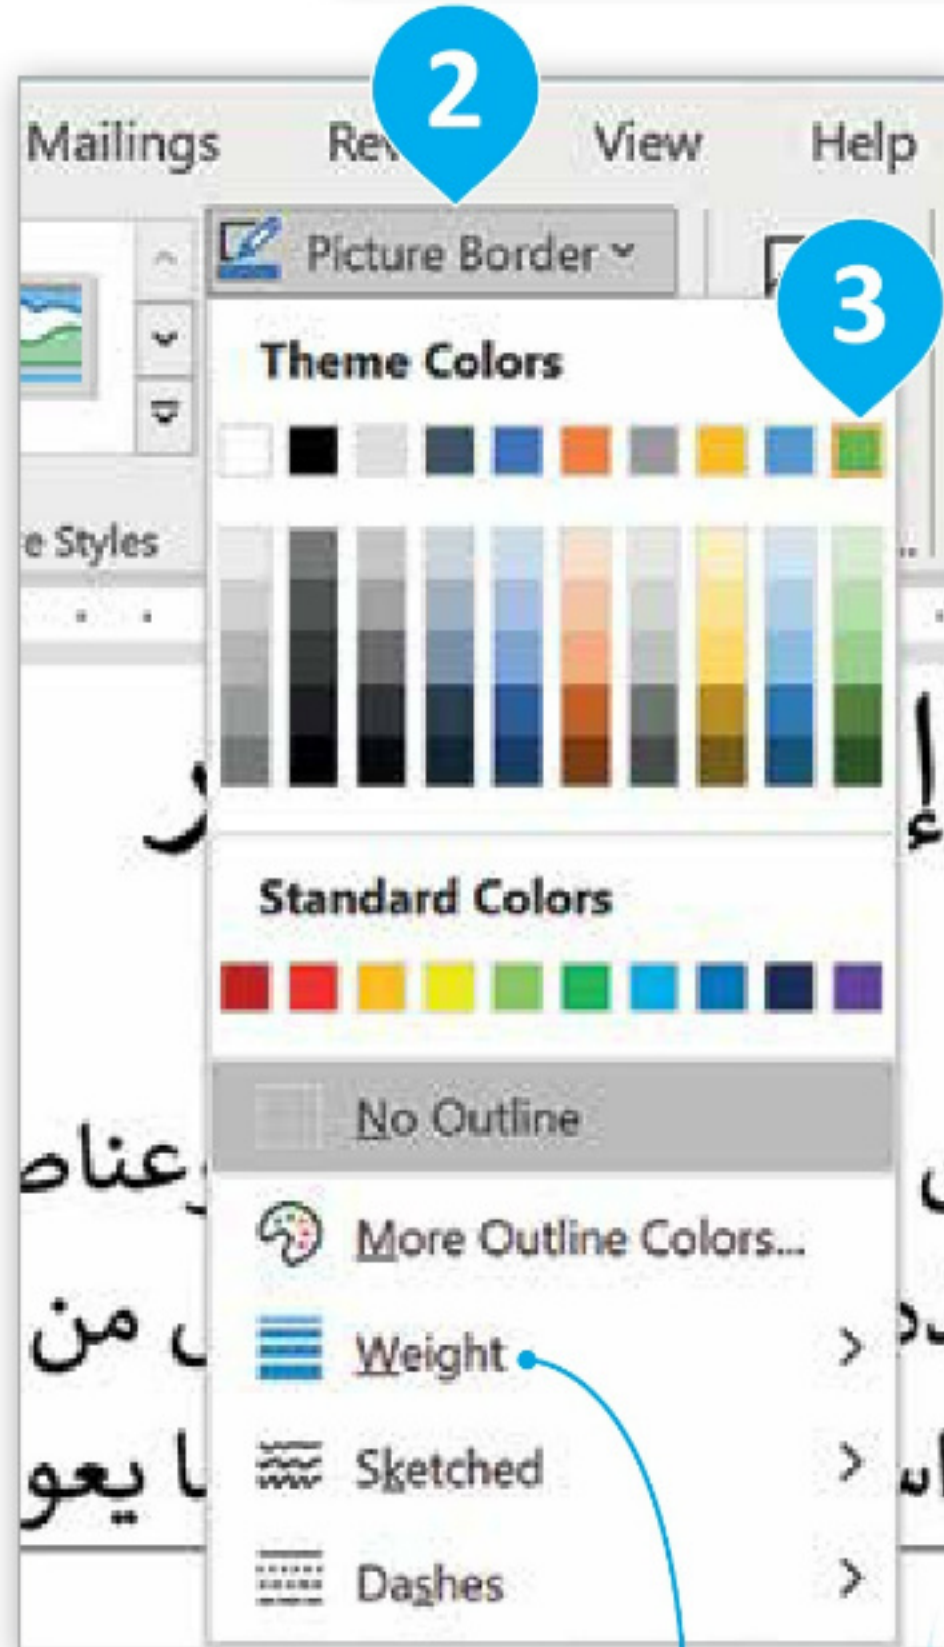 2
Mailings Rev View Help
Picture Border
3
Theme Colors
e Styles
Standard Colors
No Outline
وعناص
More Outline Colors...
من
Weight
Sketched
ا يعو
Dashes